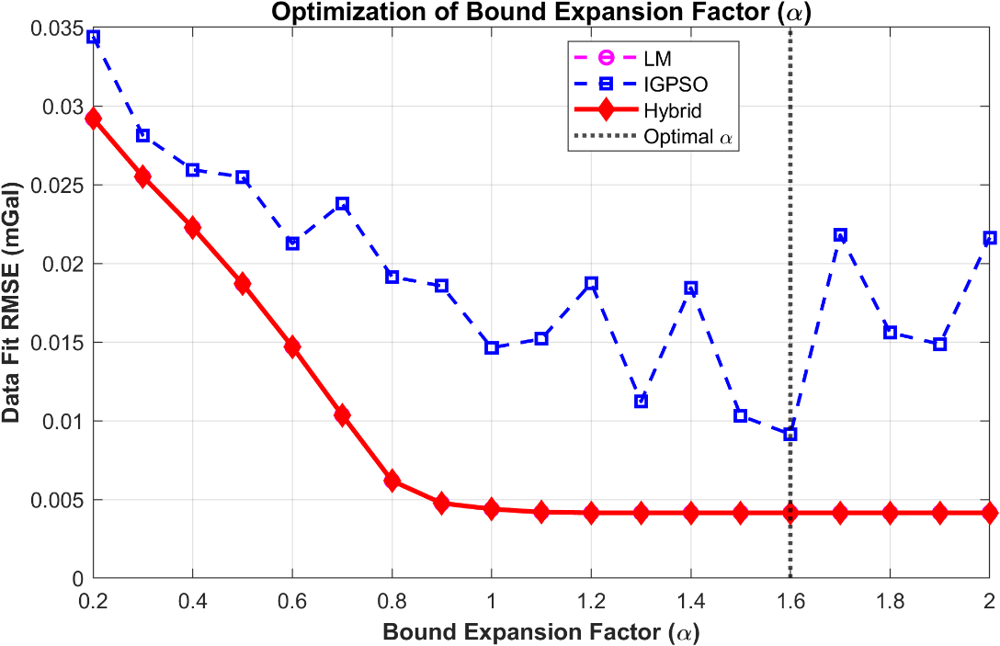 Optimization of Bound Expansion Factor (α)
LM
IGPSO
Hybrid
Optimal α
Data Fit RMSE (mGal)
0.035
0.03
0.025
0.02
0.015
0.01
0.005
0
0.2 0.4 0.6 0.8 1 1.2 1.4 1.6 1.8 2
Bound Expansion Factor (α)